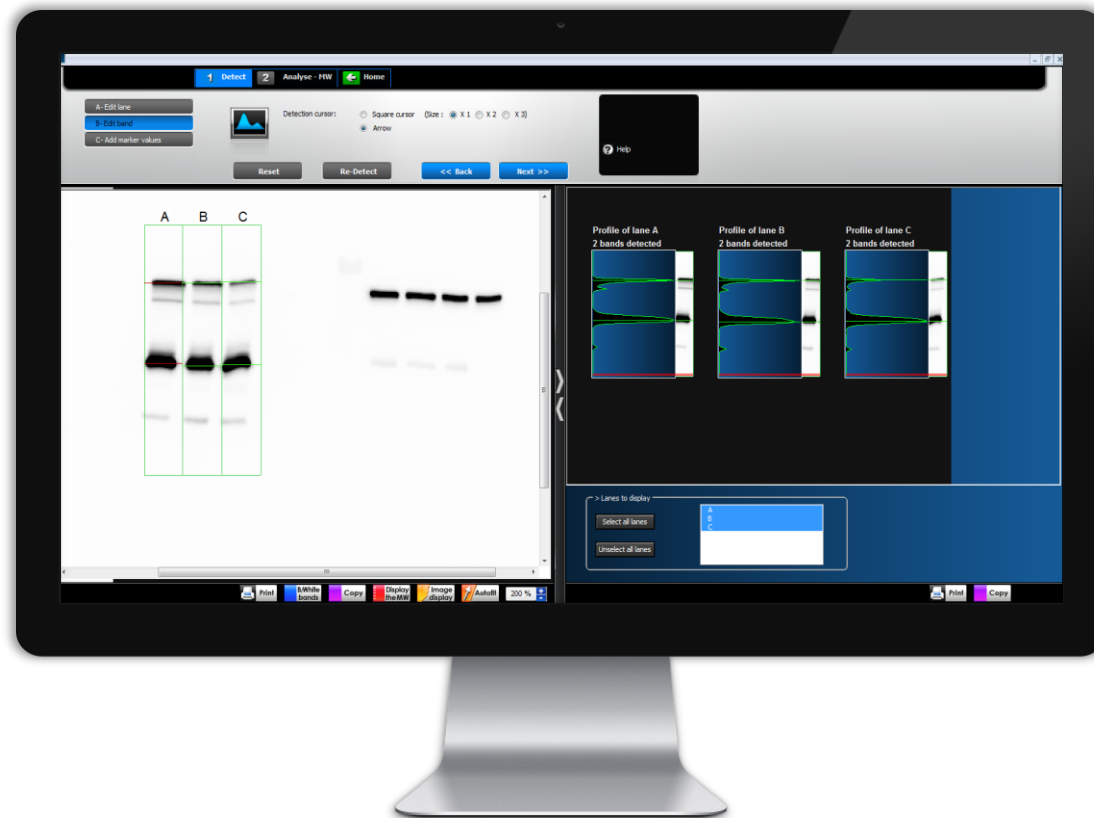 1 Detect 2 Analyse - MW Home
A- Edit lane
B- Edit band
C- Add marker values
Detection cursor:
Square cursor (Size : X 1 X 2 X 3)
Arrow
Help
Reset Re-Detect << Back Next >>
A B C
Profile of lane A
2 bands detected
Profile of lane B
2 bands detected
Profile of lane C
2 bands detected
> Lanes to display
Select all lanes
Unselect all lanes
A
B
C
Print
B/White
bands
Copy
Display
the MW
Image
display
Autofit
200 %
Print
Copy